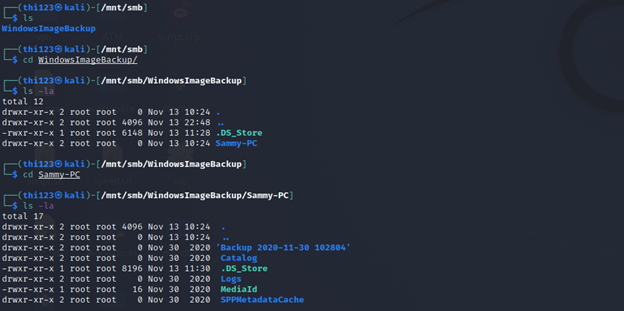 ┌──(thi123㉿kali)-[/mnt/smb]
└─$ ls
WindowsImageBackup
┌──(thi123㉿kali)-[/mnt/smb]
└─$ cd WindowsImageBackup/
┌──(thi123㉿kali)-[/mnt/smb/WindowsImageBackup]
└─$ ls -la
total 12
drwxr-xr-x 2 root root    0 Nov 13 10:24 .
drwxr-xr-x 2 root root 4096 Nov 13 22:48 ..
-rwxr-xr-x 1 root root 6148 Nov 13 11:28 .DS_Store
drwxr-xr-x 2 root root    0 Nov 13 10:24 Sammy-PC
┌──(thi123㉿kali)-[/mnt/smb/WindowsImageBackup]
└─$ cd Sammy-PC
┌──(thi123㉿kali)-[/mnt/smb/WindowsImageBackup/Sammy-PC]
└─$ ls -la
total 17
drwxr-xr-x 2 root root 4096 Nov 13 10:24  .
drwxr-xr-x 2 root root    0 Nov 13 10:24  ..
drwxr-xr-x 2 root root    0 Nov 30  2020 'Backup 2020-11-30 102804'
drwxr-xr-x 2 root root    0 Nov 30  2020  Catalog
-rwxr-xr-x 1 root root 8196 Nov 13 11:30  .DS_Store
drwxr-xr-x 2 root root    0 Nov 30  2020  Logs
-rwxr-xr-x 1 root root   16 Nov 30  2020  MediaId
drwxr-xr-x 2 root root    0 Nov 30  2020  SPPMetadataCache